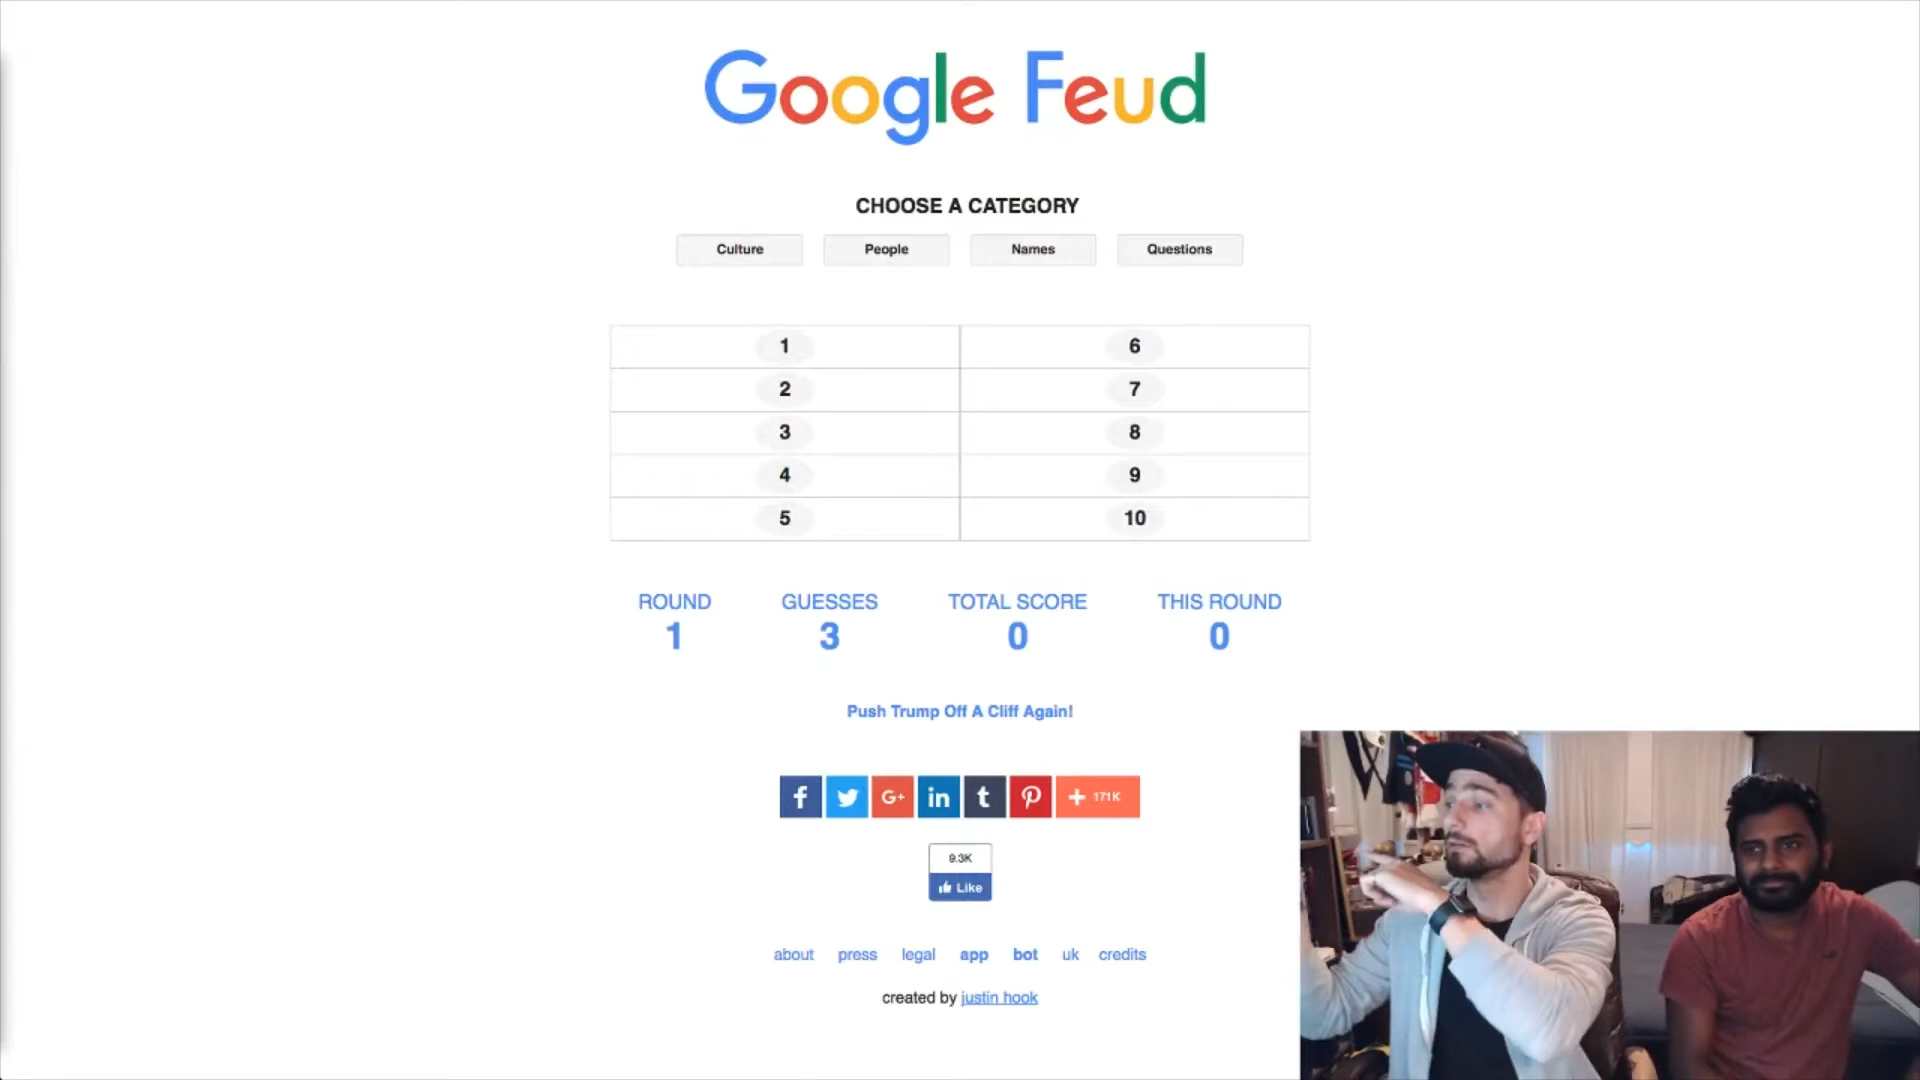 Google Feud
CHOOSE A CATEGORY
Culture People Names Questions
1 6
2 7
3 8
4 9
5 10
ROUND GUESSES TOTAL SCORE THIS ROUND
1 3 0 0
Push Trump Off A Cliff Again!
f G+ in t + 171K
9.3K
Like
about press legal app bot uk credits
created by justin hook